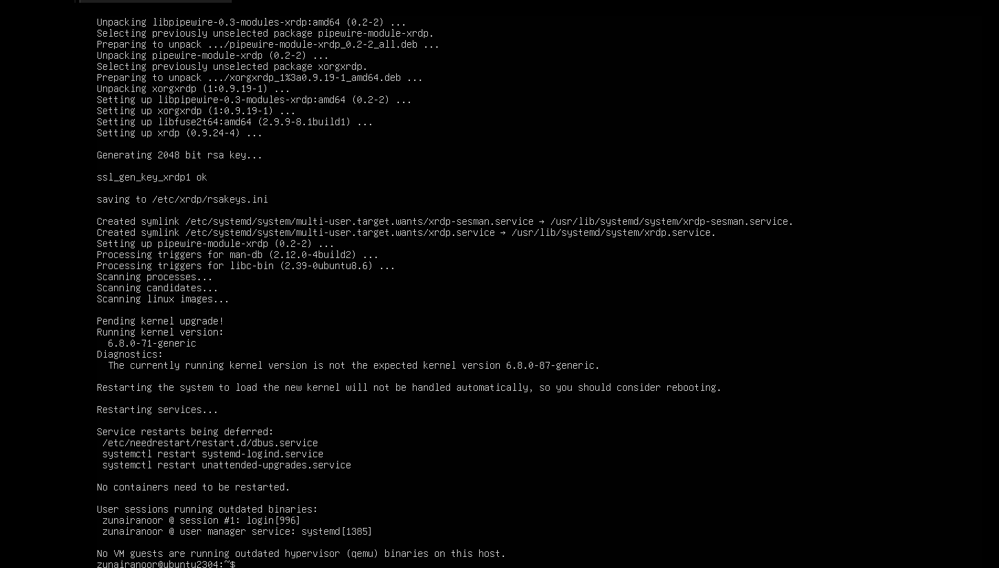 Unpacking libpipewire-0.3-modules-xrdp:amd64 (0.2-2) ...
Selecting previously unselected package pipewire-module-xrdp.
Preparing to unpack .../pipewire-module-xrdp_0.2-2_all.deb ...
Unpacking pipewire-module-xrdp (0.2-2) ...
Selecting previously unselected package xorgxrdp.
Preparing to unpack .../xorgxrdp_1%3a0.9.19-1_amd64.deb ...
Unpacking xorgxrdp (1:0.9.19-1) ...
Setting up libpipewire-0.3-modules-xrdp:amd64 (0.2-2) ...
Setting up xorgxrdp (1:0.9.19-1) ...
Setting up libfuse2t64:amd64 (2.9.9-8.1build1) ...
Setting up xrdp (0.9.24-4) ...
Generating 2048 bit rsa key...
ssl_gen_key_xrdp1 ok
saving to /etc/xrdp/rsakeys.ini
Created symlink /etc/systemd/system/multi-user.target.wants/xrdp-sesman.service → /usr/lib/systemd/system/xrdp-sesman.service.
Created symlink /etc/systemd/system/multi-user.target.wants/xrdp.service → /usr/lib/systemd/system/xrdp.service.
Setting up pipewire-module-xrdp (0.2-2) ...
Processing triggers for man-db (2.12.0-4build2) ...
Processing triggers for libc-bin (2.39-0ubuntu8.6) ...
Scanning processes...
Scanning candidates...
Scanning linux images...
Pending kernel upgrade!
Running kernel version:
  6.8.0-71-generic
Diagnostics:
  The currently running kernel version is not the expected kernel version 6.8.0-87-generic.
Restarting the system to load the new kernel will not be handled automatically, so you should consider rebooting.
Restarting services...
Service restarts being deferred:
 /etc/needrestart/restart.d/dbus.service
 systemctl restart systemd-logind.service
 systemctl restart unattended-upgrades.service
No containers need to be restarted.
User sessions running outdated binaries:
 zunairanoor @ session #1: login[996]
 zunairanoor @ user manager service: systemd[1385]
No VM guests are running outdated hypervisor (qemu) binaries on this host.
zunairanoor@ubuntu2304:~$